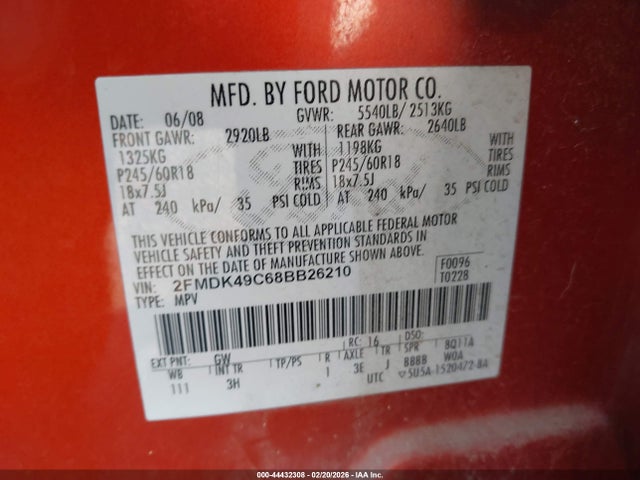 MFD. BY FORD MOTOR CO.
DATE: 06/08 GVWR: 5540LB/ 2513KG
FRONT GAWR: 2920LB REAR GAWR: 2640LB
1325KG WITH 1198KG WITH
P245/60R18 TIRES P245/60R18 TIRES
18x7.5J RIMS 18x7.5J RIMS
AT 240 kPa/ 35 PSI COLD AT 240 kPa/ 35 PSI COLD
THIS VEHICLE CONFORMS TO ALL APPLICABLE FEDERAL MOTOR
VEHICLE SAFETY AND THEFT PREVENTION STANDARDS IN
EFFECT ON THE DATE OF MANUFACTURE SHOWN ABOVE.
VIN: 2FMDK49C68BB26210 F0096
TYPE: MPV T0228
EXT PNT: GW RC: 16 DSO:
WB INT TR TP/PS R AXLE TR SPR 8Q11A
111 3H 1 3E J BBBB WOA
UTC ▽5U5A-1520472-BA
000-44432308 - 02/20/2026 - IAA Inc.